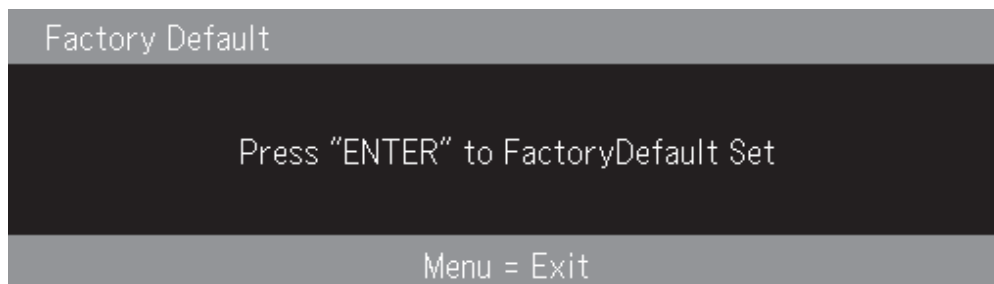 Factory Default
Press "ENTER" to FactoryDefault Set
Menu = Exit